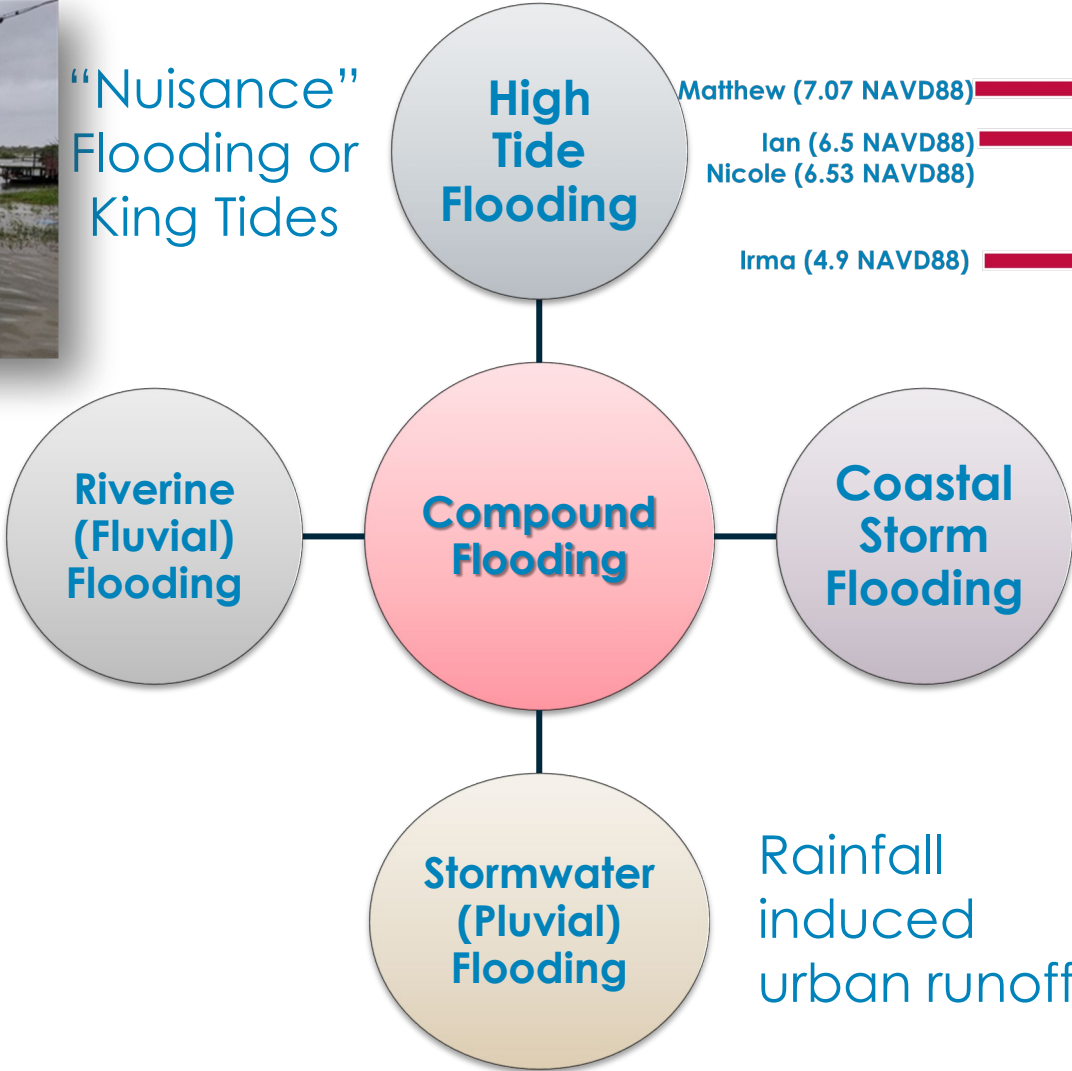 “Nuisance”
Flooding or
King Tides
High
Tide
Flooding
Matthew (7.07 NAVD88)
Ian (6.5 NAVD88)
Nicole (6.53 NAVD88)
Irma (4.9 NAVD88)
Riverine
(Fluvial)
Flooding
Compound
Flooding
Coastal
Storm
Flooding
Stormwater
(Pluvial)
Flooding
Rainfall
induced
urban runoff